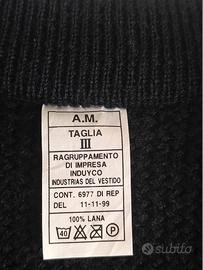 A.M.
TAGLIA
III
RAGRUPPAMENTO
DI IMPRESA
INDUYCO
INDUSTRIAS DEL VESTIDO
CONT. 6977 DI REP
DEL 11-11-99
100% LANA
40 P
subito